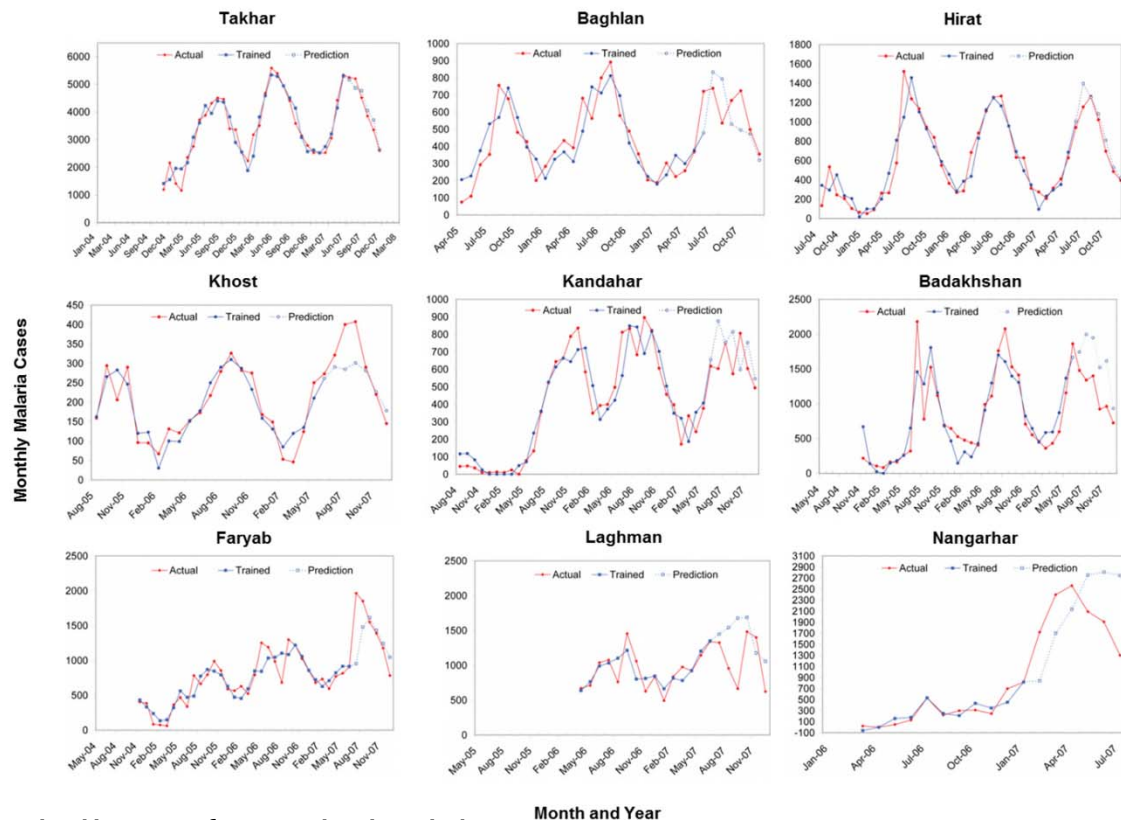 Takhar
Actual Trained Prediction
6000
5000
4000
3000
2000
1000
0
Jan-04 Mar-04 Jun-04 Sep-04 Dec-04 Mar-05 Jun-05 Sep-05 Dec-05 Mar-06 Jun-06 Sep-06 Dec-06 Mar-07 Jun-07 Sep-07 Dec-07 Mar-08
Baghlan
Actual Trained Prediction
1000
900
800
700
600
500
400
300
200
100
0
Apr-05 Jul-05 Oct-05 Jan-06 Apr-06 Jul-06 Oct-06 Jan-07 Apr-07 Jul-07 Oct-07
Hirat
Actual Trained Prediction
1800
1600
1400
1200
1000
800
600
400
200
0
Jul-04 Oct-04 Jan-05 Apr-05 Jul-05 Oct-05 Jan-06 Apr-06 Jul-06 Oct-06 Jan-07 Apr-07 Jul-07 Oct-07
Monthly Malaria Cases
Khost
Actual Trained Prediction
450
400
350
300
250
200
150
100
50
0
Aug-05 Nov-05 Feb-06 May-06 Aug-06 Nov-06 Feb-07 May-07 Aug-07 Nov-07
Kandahar
Actual Trained Prediction
1000
900
800
700
600
500
400
300
200
100
0
Aug-04 Nov-04 Feb-05 May-05 Aug-05 Nov-05 Feb-06 May-06 Aug-06 Nov-06 Feb-07 May-07 Aug-07 Nov-07
Badakhshan
Actual Trained Prediction
2500
2000
1500
1000
500
0
May-04 Aug-04 Nov-04 Feb-05 May-05 Aug-05 Nov-05 Feb-06 May-06 Aug-06 Nov-06 Feb-07 May-07 Aug-07 Nov-07
Faryab
Actual Trained Prediction
2500
2000
1500
1000
500
0
May-04 Aug-04 Nov-04 Feb-05 May-05 Aug-05 Nov-05 Feb-06 May-06 Aug-06 Nov-06 Feb-07 May-07 Aug-07 Nov-07
Laghman
Actual Trained Prediction
2500
2000
1500
1000
500
0
May-05 Aug-05 Nov-05 Feb-06 May-06 Aug-06 Nov-06 Feb-07 May-07 Aug-07 Nov-07
Nangarhar
Actual Trained Prediction
3100
2900
2700
2500
2300
2100
1900
1700
1500
1300
1100
900
700
500
300
100
-100
Jan-06 Apr-06 Jul-06 Oct-06 Jan-07 Apr-07 Jul-07
Month and Year